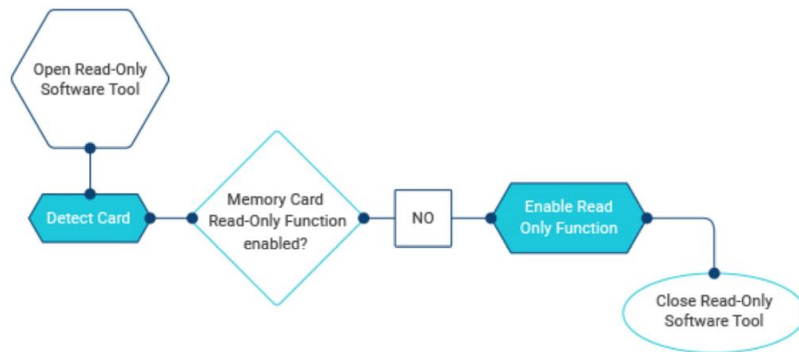 Open Read-Only
Software Tool
Detect Card
Memory Card
Read-Only Function
enabled?
NO
Enable Read
Only Function
Close Read-Only
Software Tool